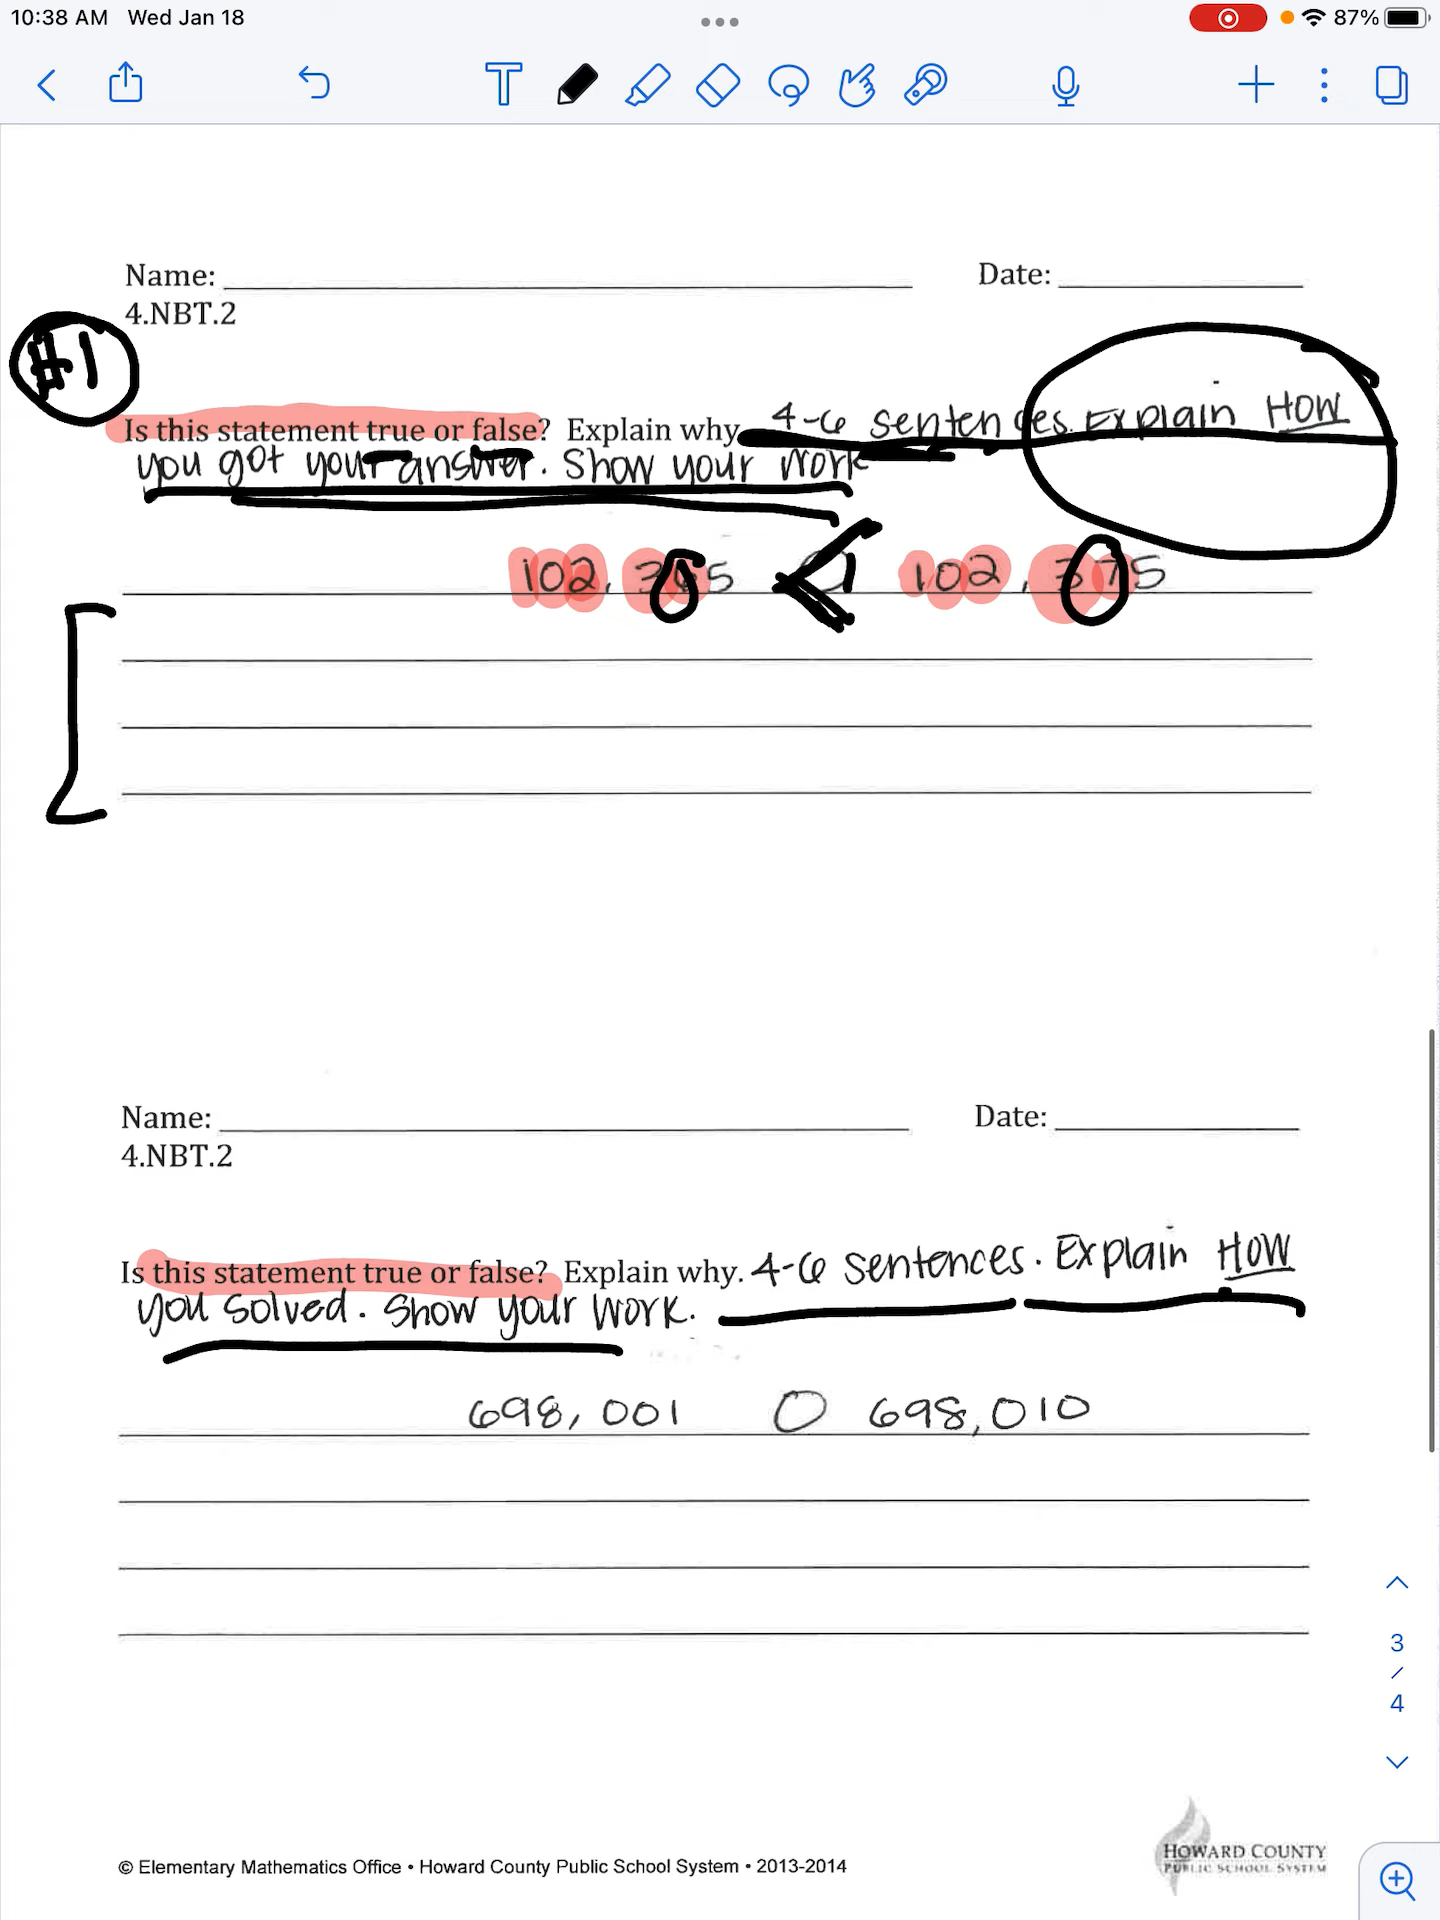 10:38 AM Wed Jan 18
87%
Name: Date:
4.NBT.2
#1
Is this statement true or false? Explain why 4-6 sentences. Explain HOW
you got your answer. Show your work
102, 5 < 102, 375
Name: Date:
4.NBT.2
Is this statement true or false? Explain why. 4-6 sentences. Explain HOW
you solved. Show your work.
698, 001 O 698,010
3
/
4
© Elementary Mathematics Office • Howard County Public School System • 2013-2014
HOWARD COUNTY
PUBLIC SCHOOL SYSTEM